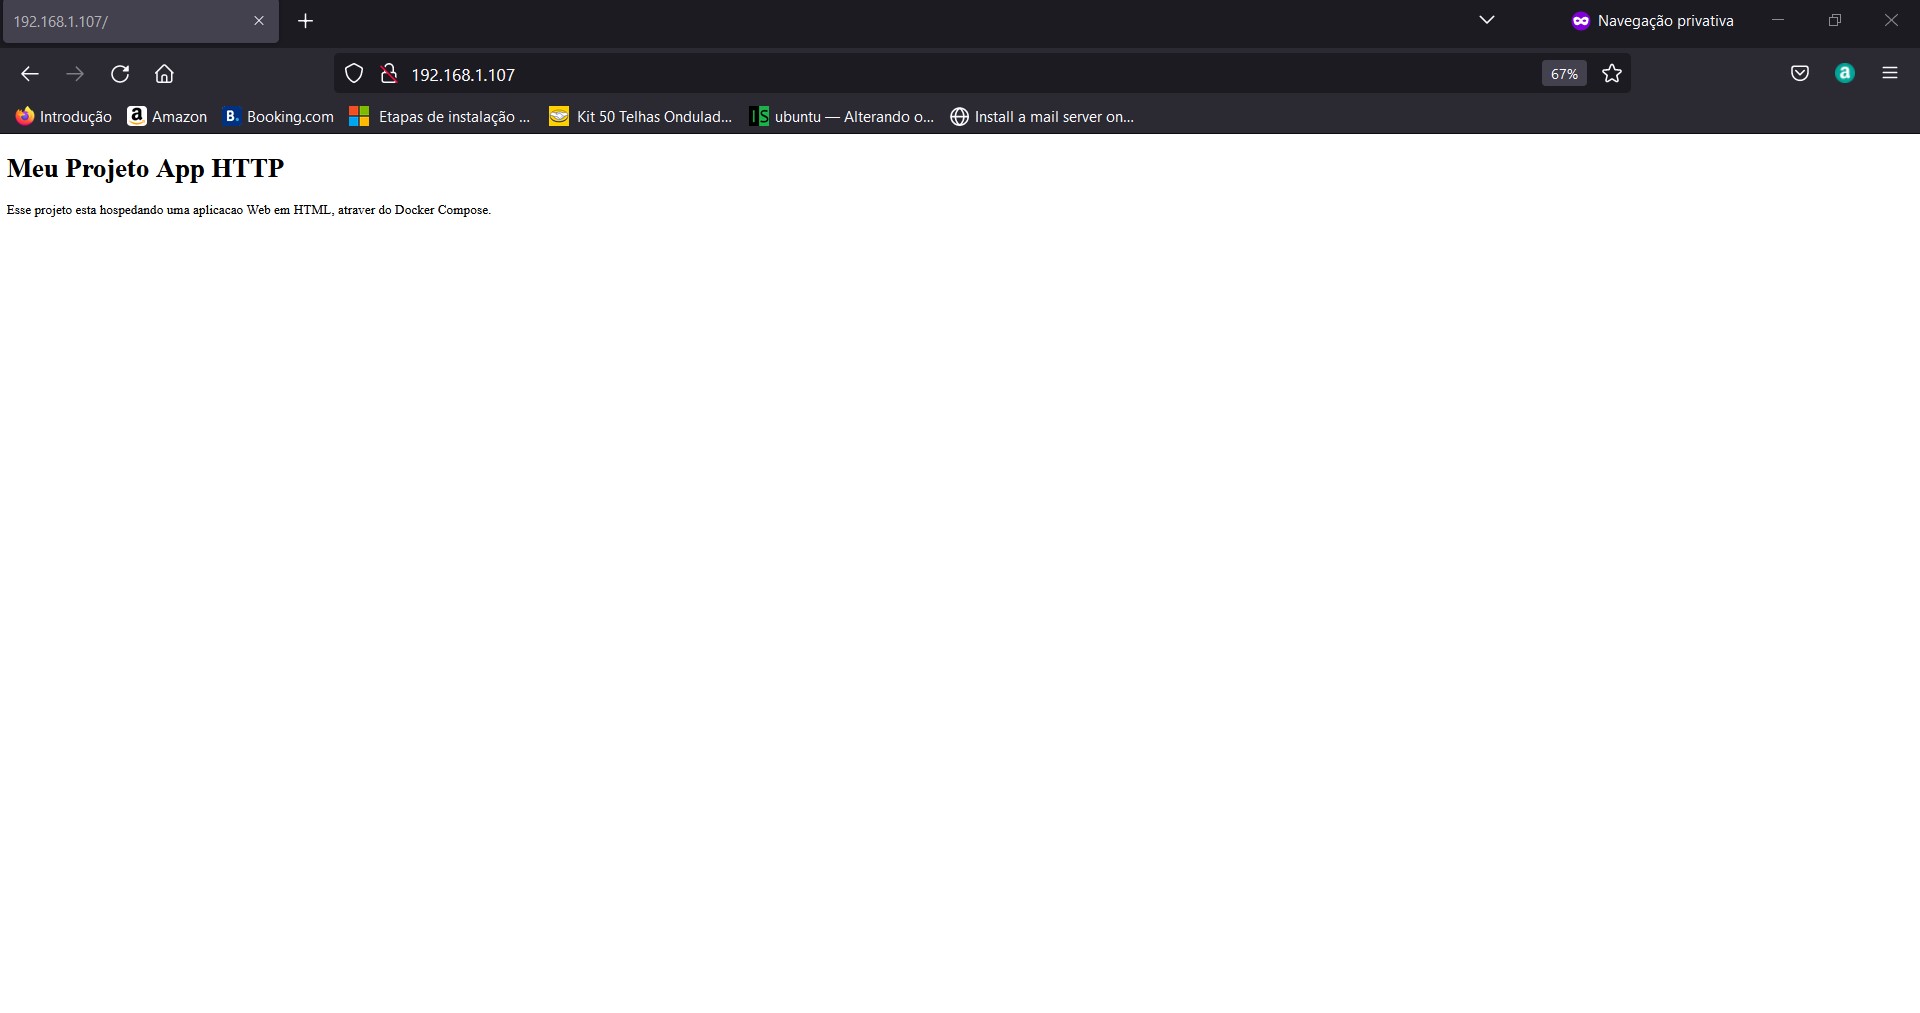 192.168.1.107/
Navegação privativa
192.168.1.107
67%
a
Introdução
a Amazon
B. Booking.com
Etapas de instalação ...
Kit 50 Telhas Ondulad...
IS ubuntu — Alterando o...
Install a mail server on...
Meu Projeto App HTTP
Esse projeto esta hospedando uma aplicacao Web em HTML, atraver do Docker Compose.